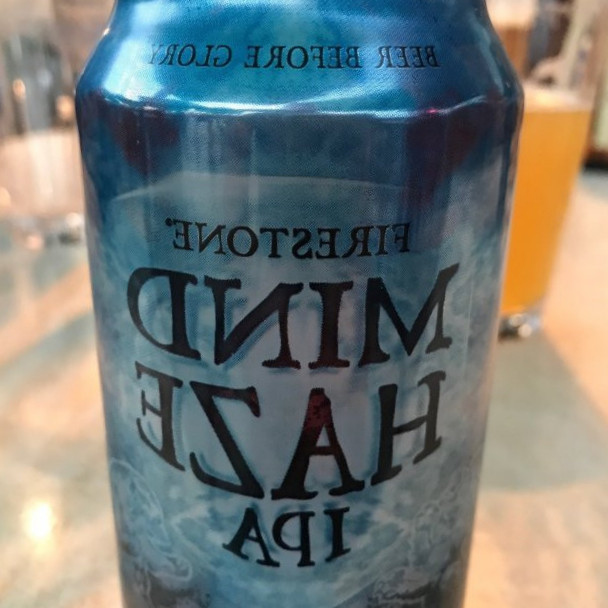 BEER BEFORE GLORY
FIRESTONE®
MIND
HAZE
IPA